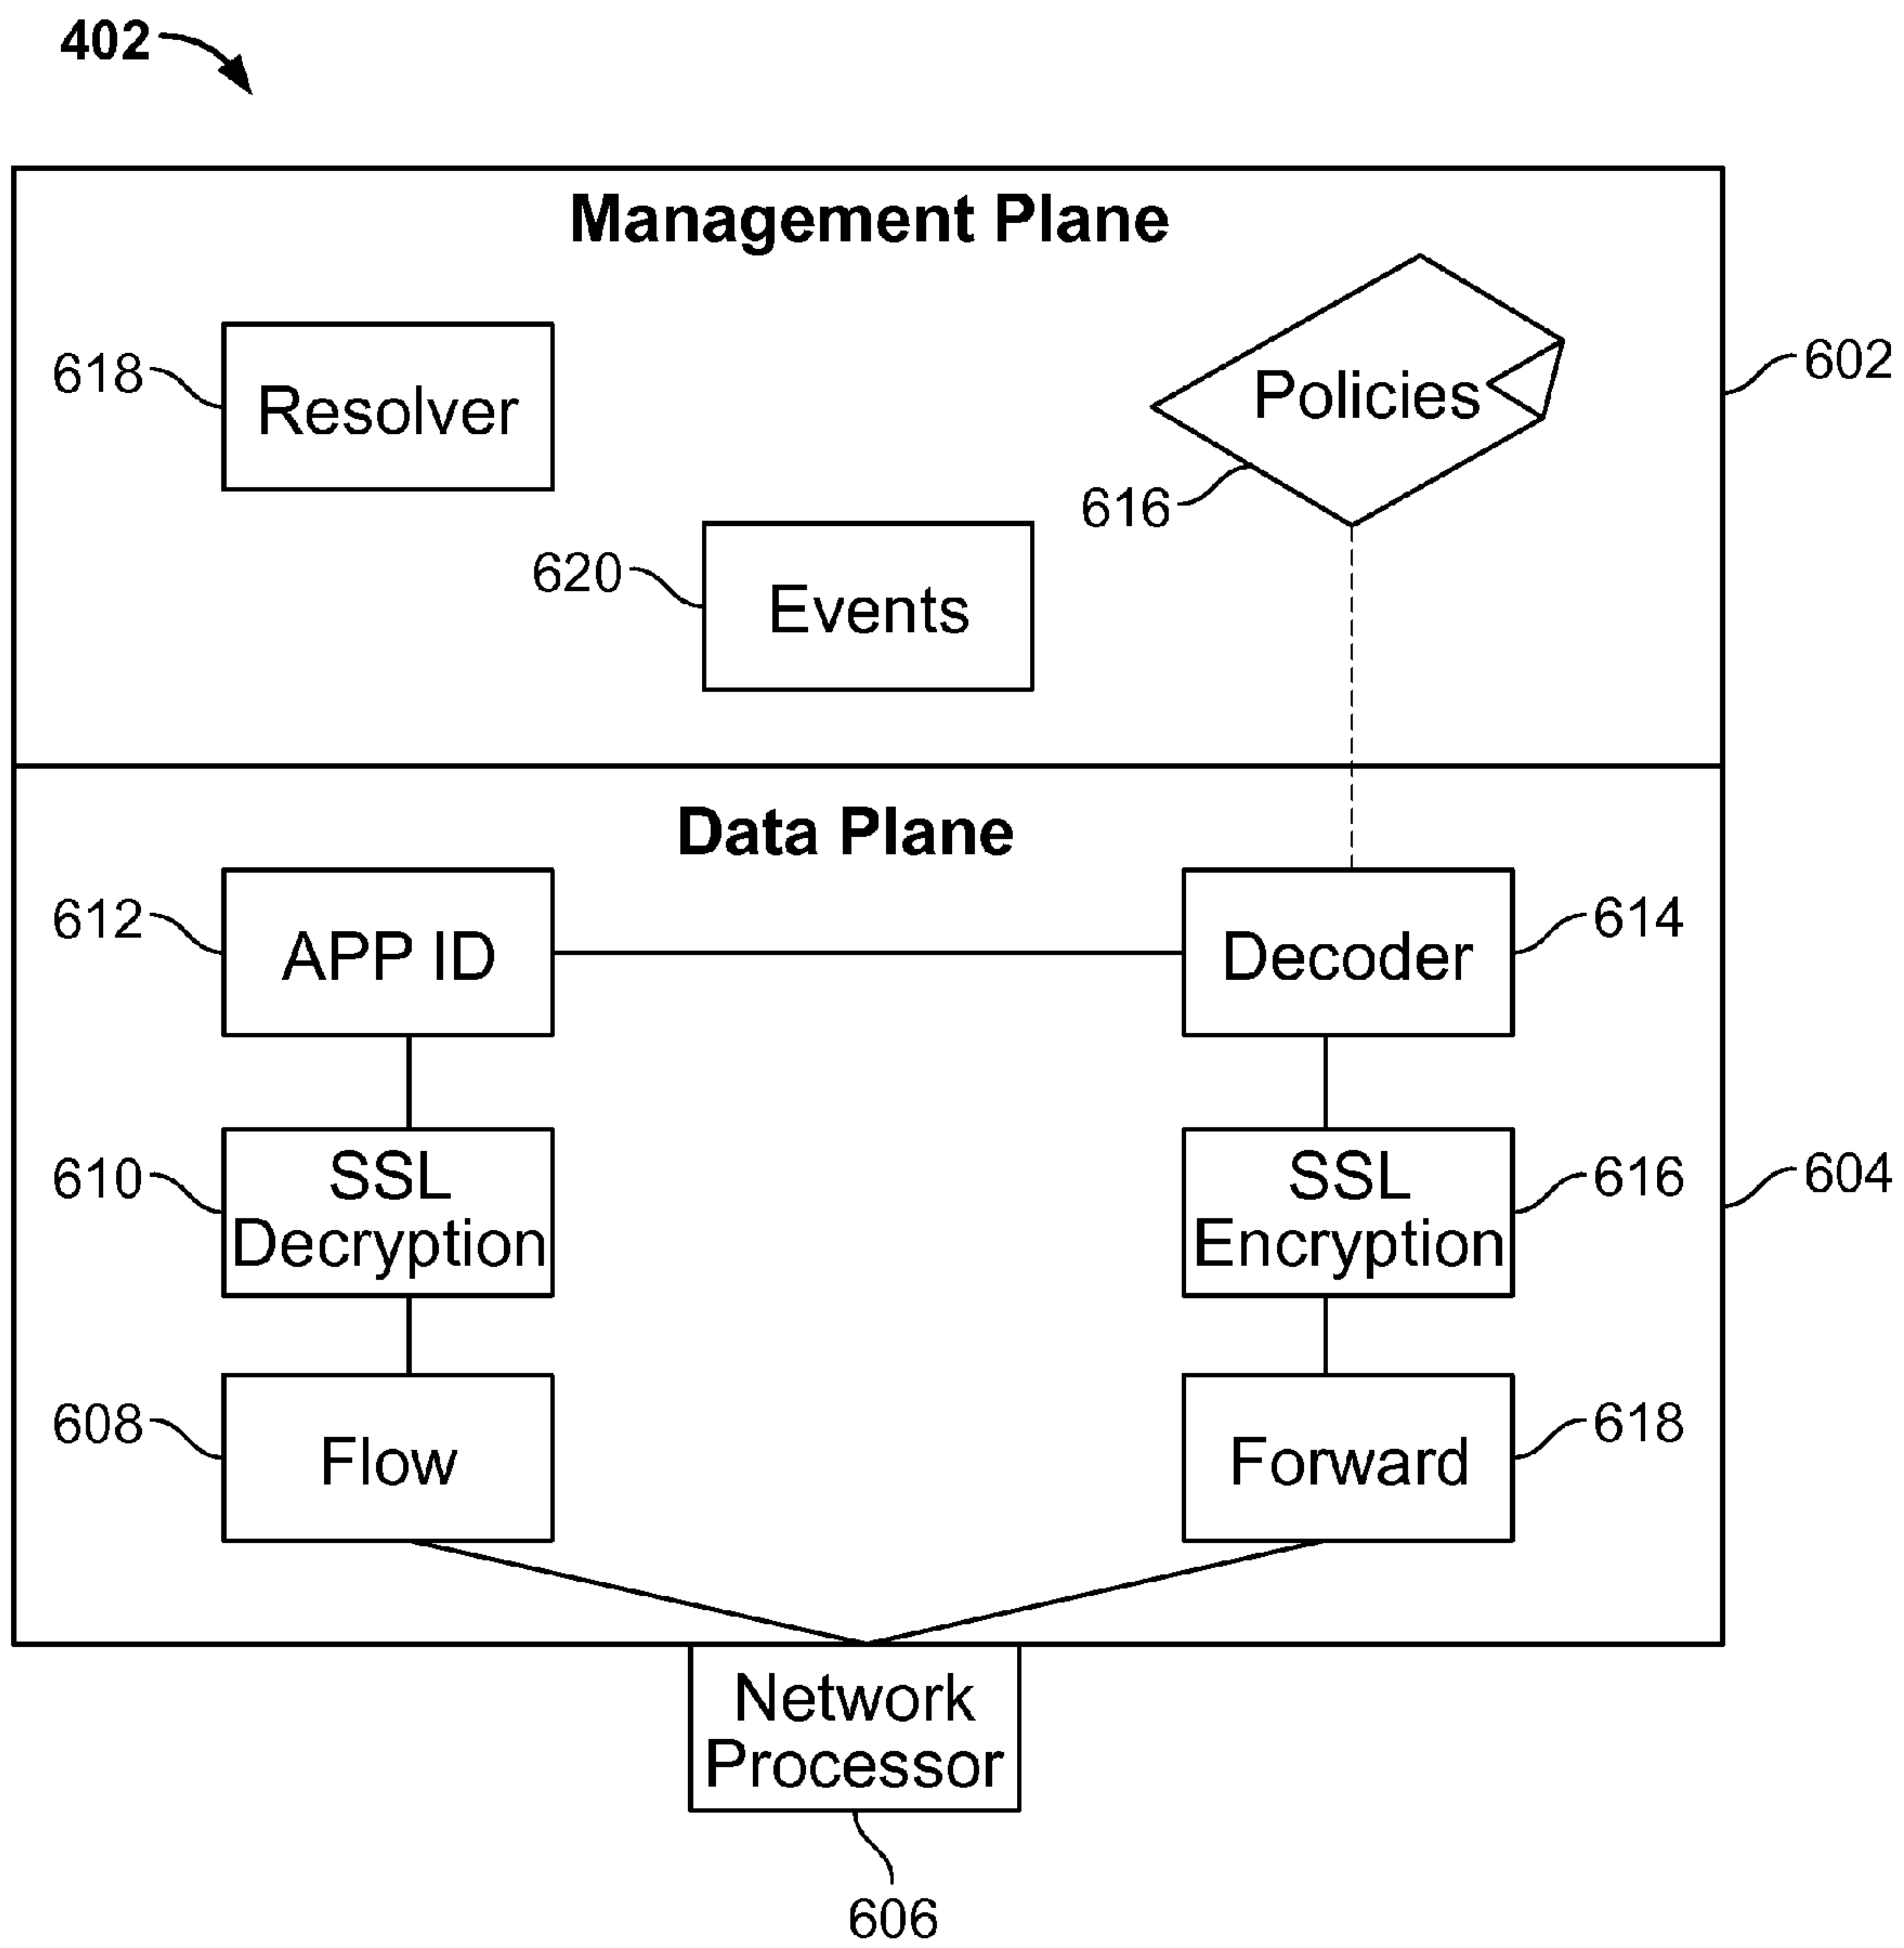 402
Management Plane
618
Resolver
Policies
602
616
620
Events
Data Plane
612
APP ID
Decoder
614
610
SSL
Decryption
SSL
Encryption
616
604
608
Flow
Forward
618
Network
Processor
606